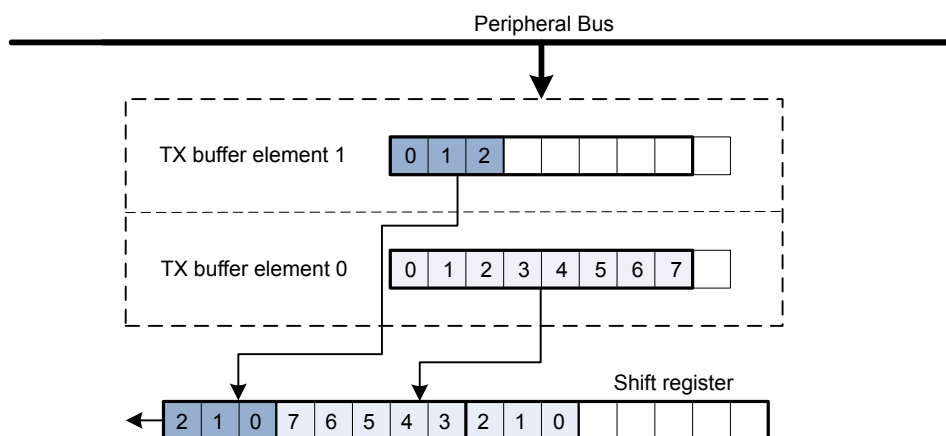 Peripheral Bus
TX buffer element 1
0 1 2
TX buffer element 0
0 1 2 3 4 5 6 7
Shift register
2 1 0 7 6 5 4 3 2 1 0